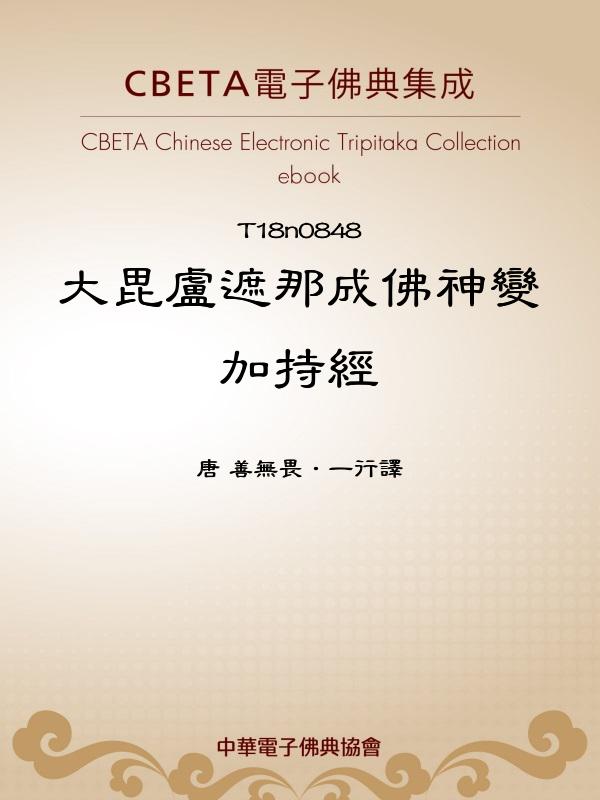 CBETA電子佛典集成
CBETA Chinese Electronic Tripitaka Collection
ebook
T18n0848
大毘盧遮那成佛神變
加持經
唐 善無畏．一行譯
中華電子佛典協會